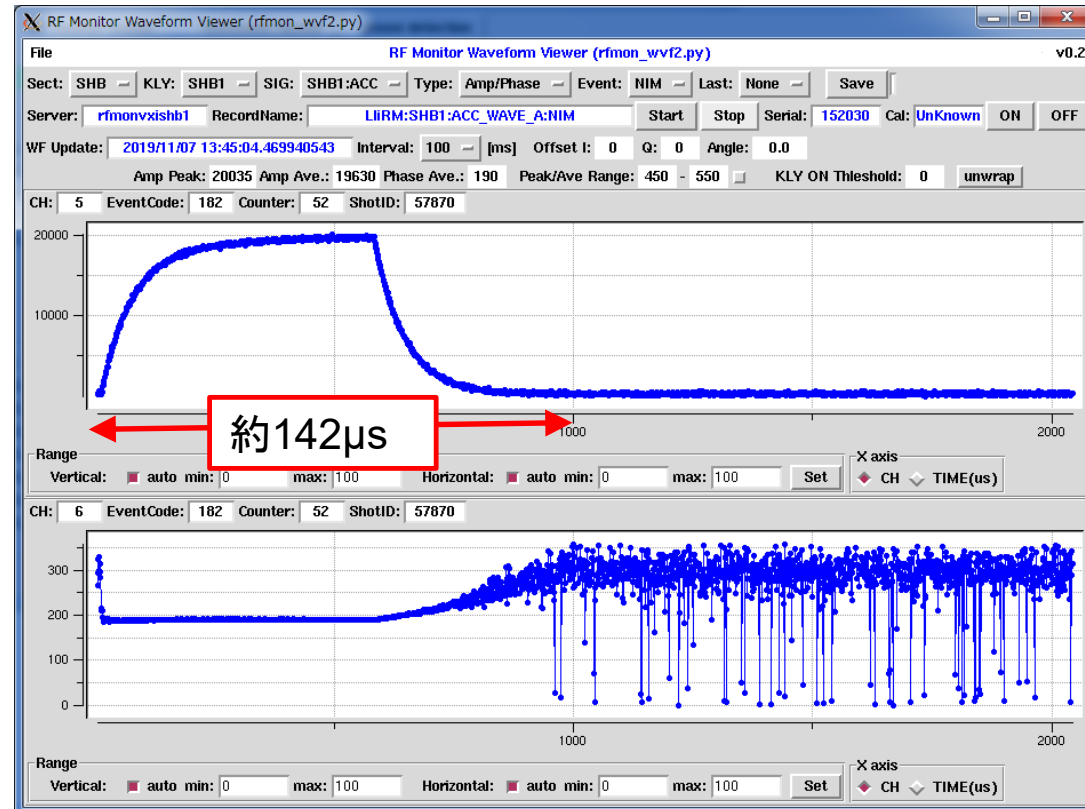 RF Monitor Waveform Viewer (rfmon_wvf2.py)
File RF Monitor Waveform Viewer (rfmon_wvf2.py) v0.2
Sect: SHB KLY: SHB1 SIG: SHB1:ACC Type: Amp/Phase Event: NIM Last: None Save
Server: rfmonvxishb1 RecordName: LIiRM:SHB1:ACC_WAVE_A:NIM Start Stop Serial: 152030 Cal: UnKnown ON OFF
WF Update: 2019/11/07 13:45:04.469940543 Interval: 100 [ms] Offset I: 0 Q: 0 Angle: 0.0
Amp Peak: 20035 Amp Ave.: 19630 Phase Ave.: 190 Peak/Ave Range: 450 - 550 KLY ON Thleshold: 0 unwrap
CH: 5 EventCode: 182 Counter: 52 ShotID: 57870
20000
10000
約142μs
1000 2000
Range X axis
Vertical: auto min: 0 max: 100 Horizontal: auto min: 0 max: 100 Set CH TIME(us)
CH: 6 EventCode: 182 Counter: 52 ShotID: 57870
300
200
100
0
1000 2000
Range X axis
Vertical: auto min: 0 max: 100 Horizontal: auto min: 0 max: 100 Set CH TIME(us)